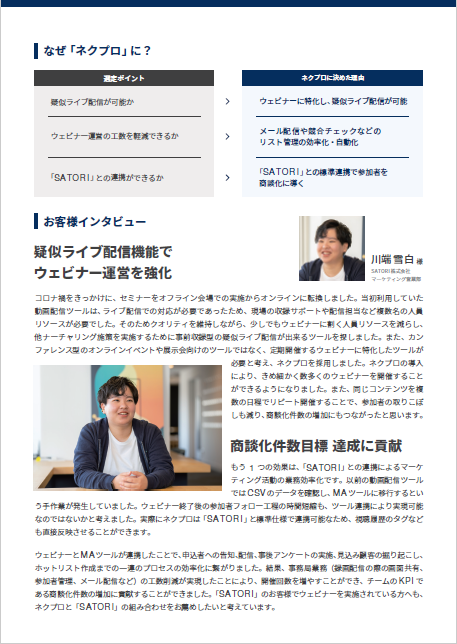 なぜ「ネクプロ」に？
選定ポイント
ネクプロに決めた理由
疑似ライブ配信が可能か
ウェビナーに特化し、疑似ライブ配信が可能
ウェビナー運営の工数を軽減できるか
メール配信や競合チェックなどの
リスト管理の効率化・自動化
「SATORI」との連携ができるか
「SATORI」との標準連携で参加者を
商談化に導く
お客様インタビュー
疑似ライブ配信機能で
ウェビナー運営を強化
川端 雪白 様
SATORI株式会社
マーケティング営業部
コロナ禍をきっかけに、セミナーをオフライン会場での実施からオンラインに転換しました。当初利用していた
動画配信ツールは、ライブ配信での対応が必要であったため、現場の収録サポートや配信担当など複数名の人員
リソースが必要でした。そのためクオリティを維持しながら、少しでもウェビナーに割く人員リソースを減らし、
他ナーチャリング施策を実施するために事前収録型の疑似ライブ配信が出来るツールを探しました。また、カン
ファレンス型のオンラインイベントや展示会向けのツールではなく、定期開催するウェビナーに特化したツールが
必要と考え、ネクプロを採用しました。ネクプロの導入
により、きめ細かく数多くのウェビナーを開催すること
ができるようになりました。また、同じコンテンツを複数
の日程でリピート開催することで、参加者の取りこぼ
しも減り、商談化件数の増加にもつながったと思います。
商談化件数目標 達成に貢献
もう 1 つの効果は、「SATORI」との連携によるマーケ
ティング活動の業務効率化です。以前の動画配信ツール
ではCSVのデータを確認し、MAツールに移行するとい
う手作業が発生していました。ウェビナー終了後の参加者フォロー工程の時間短縮も、ツール連携により実現可能
なのではないかと考えました。実際にネクプロは「SATORI」と標準仕様で連携可能なため、視聴履歴のタグなど
も直接反映させることができます。
ウェビナーとMAツールが連携したことで、申込者への告知、配信、事後アンケートの実施、見込み顧客の掘り起こし、
ホットリスト作成までの一連のプロセスの効率化に繋がりました。結果、事務局業務（録画配信の際の画面共有、
参加者管理、メール配信など）の工数削減が実現したことにより、開催回数を増やすことができ、チームのKPIで
ある商談化件数の増加に貢献することができました。「SATORI」のお客様でウェビナーを実施されている方へも、
ネクプロと「SATORI」の組み合わせをお薦めしたいと考えています。